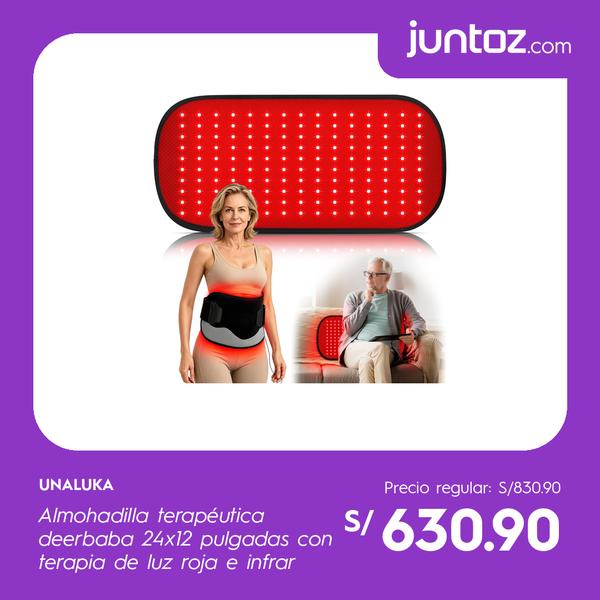 juntoz.com
UNALUKA
Almohadilla terapéutica
deerbaba 24x12 pulgadas con
terapia de luz roja e infrar
Precio regular: S/830.90
S/ 630.90